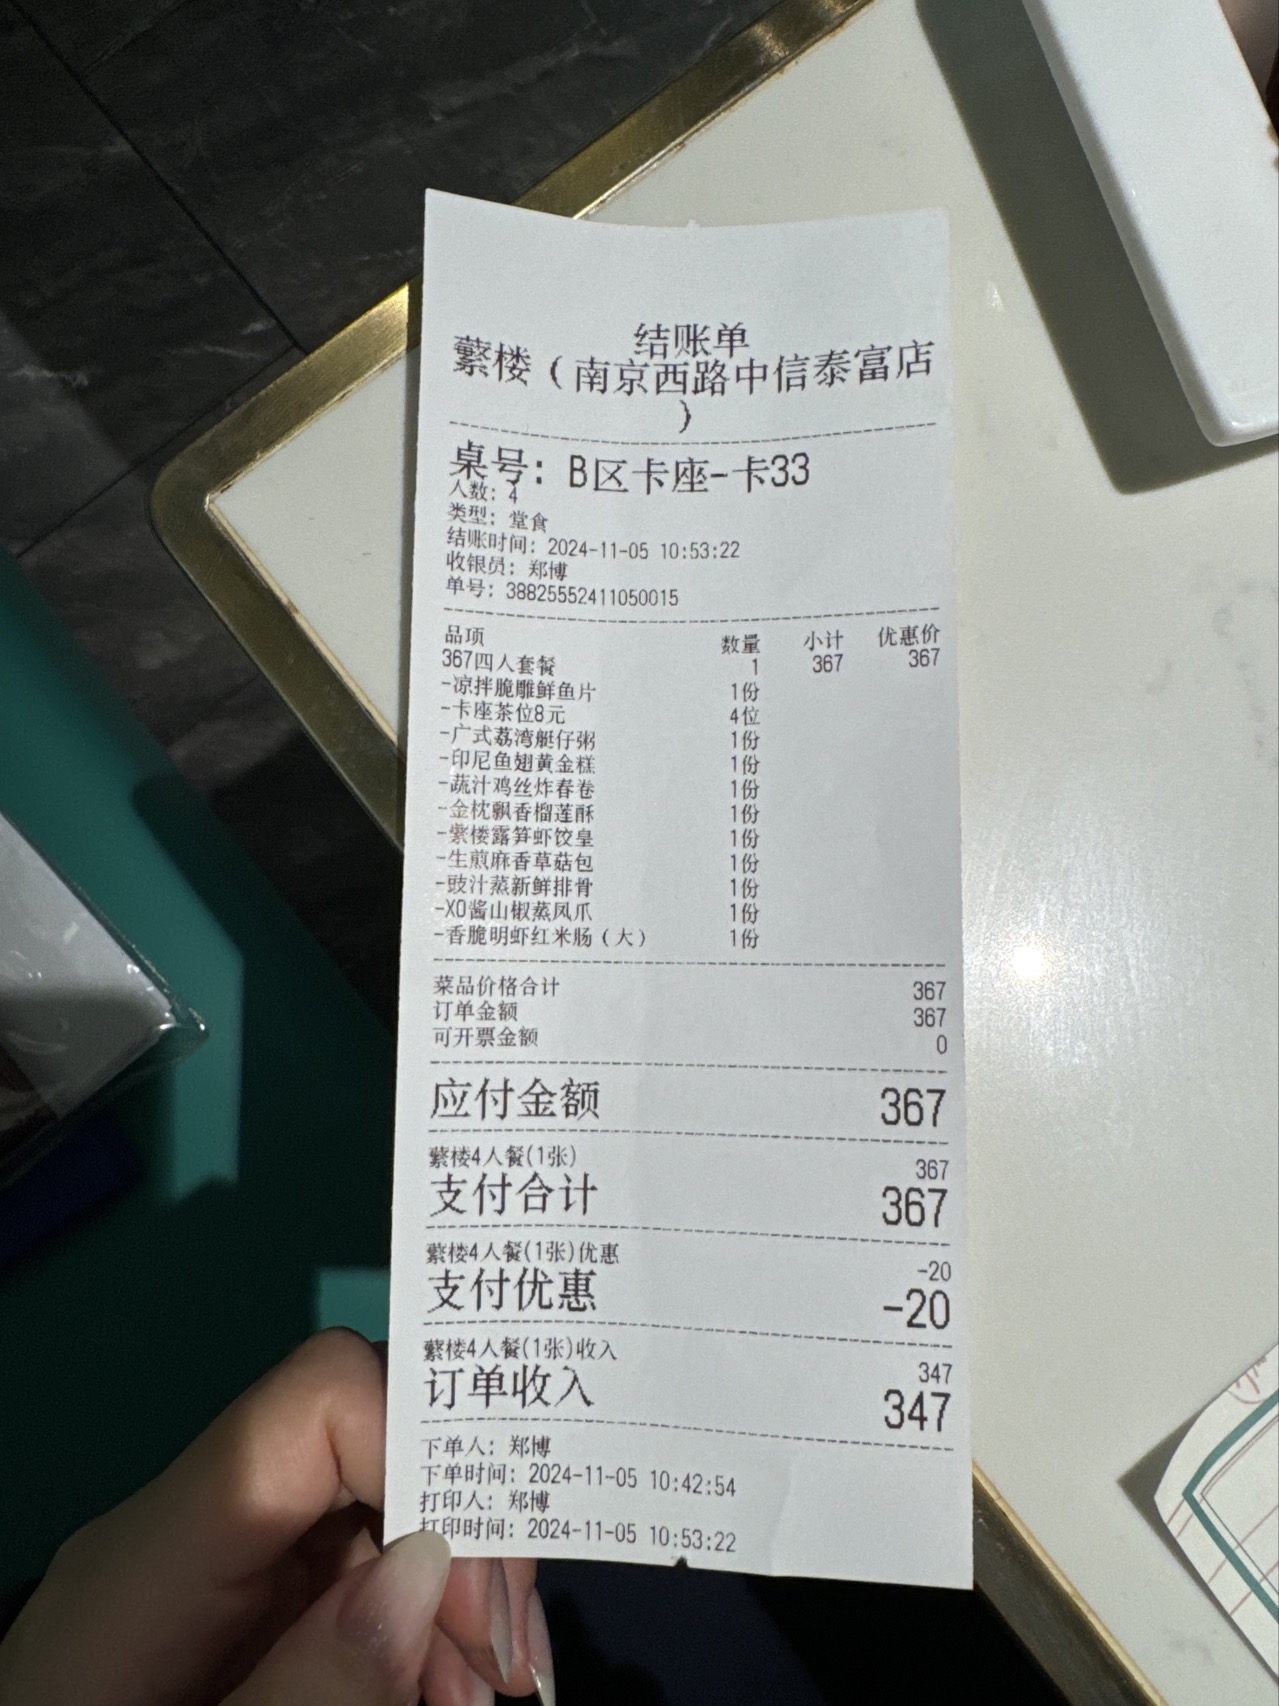 结账单
蘩楼（南京西路中信泰富店
）
桌号：B区卡座-卡33
人数：4
类型：堂食
结账时间：2024-11-05 10:53:22
收银员：郑博
单号：38825552411050015
品项 数量 小计 优惠价
367四人套餐 1 367 367
-凉拌脆雕鲜鱼片 1份
-卡座茶位8元 4位
-广式荔湾艇仔粥 1份
-印尼鱼翅黄金糕 1份
-蔬汁鸡丝炸春卷 1份
-金枕飘香榴莲酥 1份
-紫楼露笋虾饺皇 1份
-生煎麻香草菇包 1份
-豉汁蒸新鲜排骨 1份
-XO酱山椒蒸凤爪 1份
-香脆明虾红米肠（大） 1份
菜品价格合计 367
订单金额 367
可开票金额 0
应付金额 367
蘩楼4人餐(1张) 367
支付合计 367
蘩楼4人餐(1张)优惠 -20
支付优惠 -20
蘩楼4人餐(1张)收入 347
订单收入 347
下单人：郑博
下单时间：2024-11-05 10:42:54
打印人：郑博
打印时间：2024-11-05 10:53:22